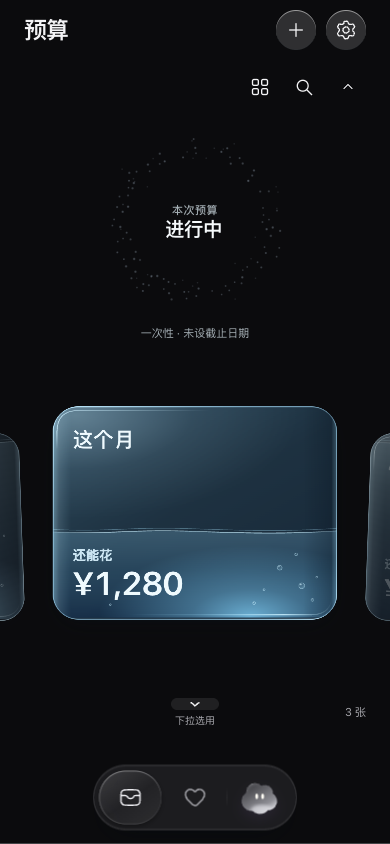 预算
本次预算
进行中
一次性 · 未设截止日期
这个月
还能花
¥1,280
下拉选用
3 张